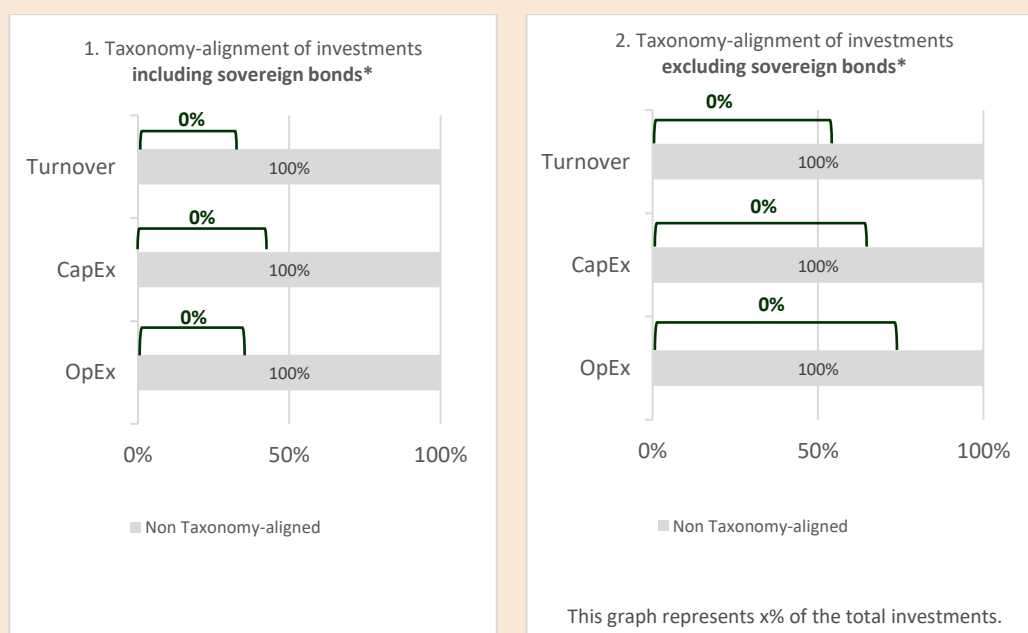 1. Taxonomy-alignment of investments
including sovereign bonds*
0%
Turnover
100%
0%
CapEx
100%
0%
OpEx
100%
0%
50%
100%
Non Taxonomy-aligned
2. Taxonomy-alignment of investments
excluding sovereign bonds*
0%
Turnover
100%
0%
CapEx
100%
0%
OpEx
100%
0%
50%
100%
Non Taxonomy-aligned
This graph represents x% of the total investments.